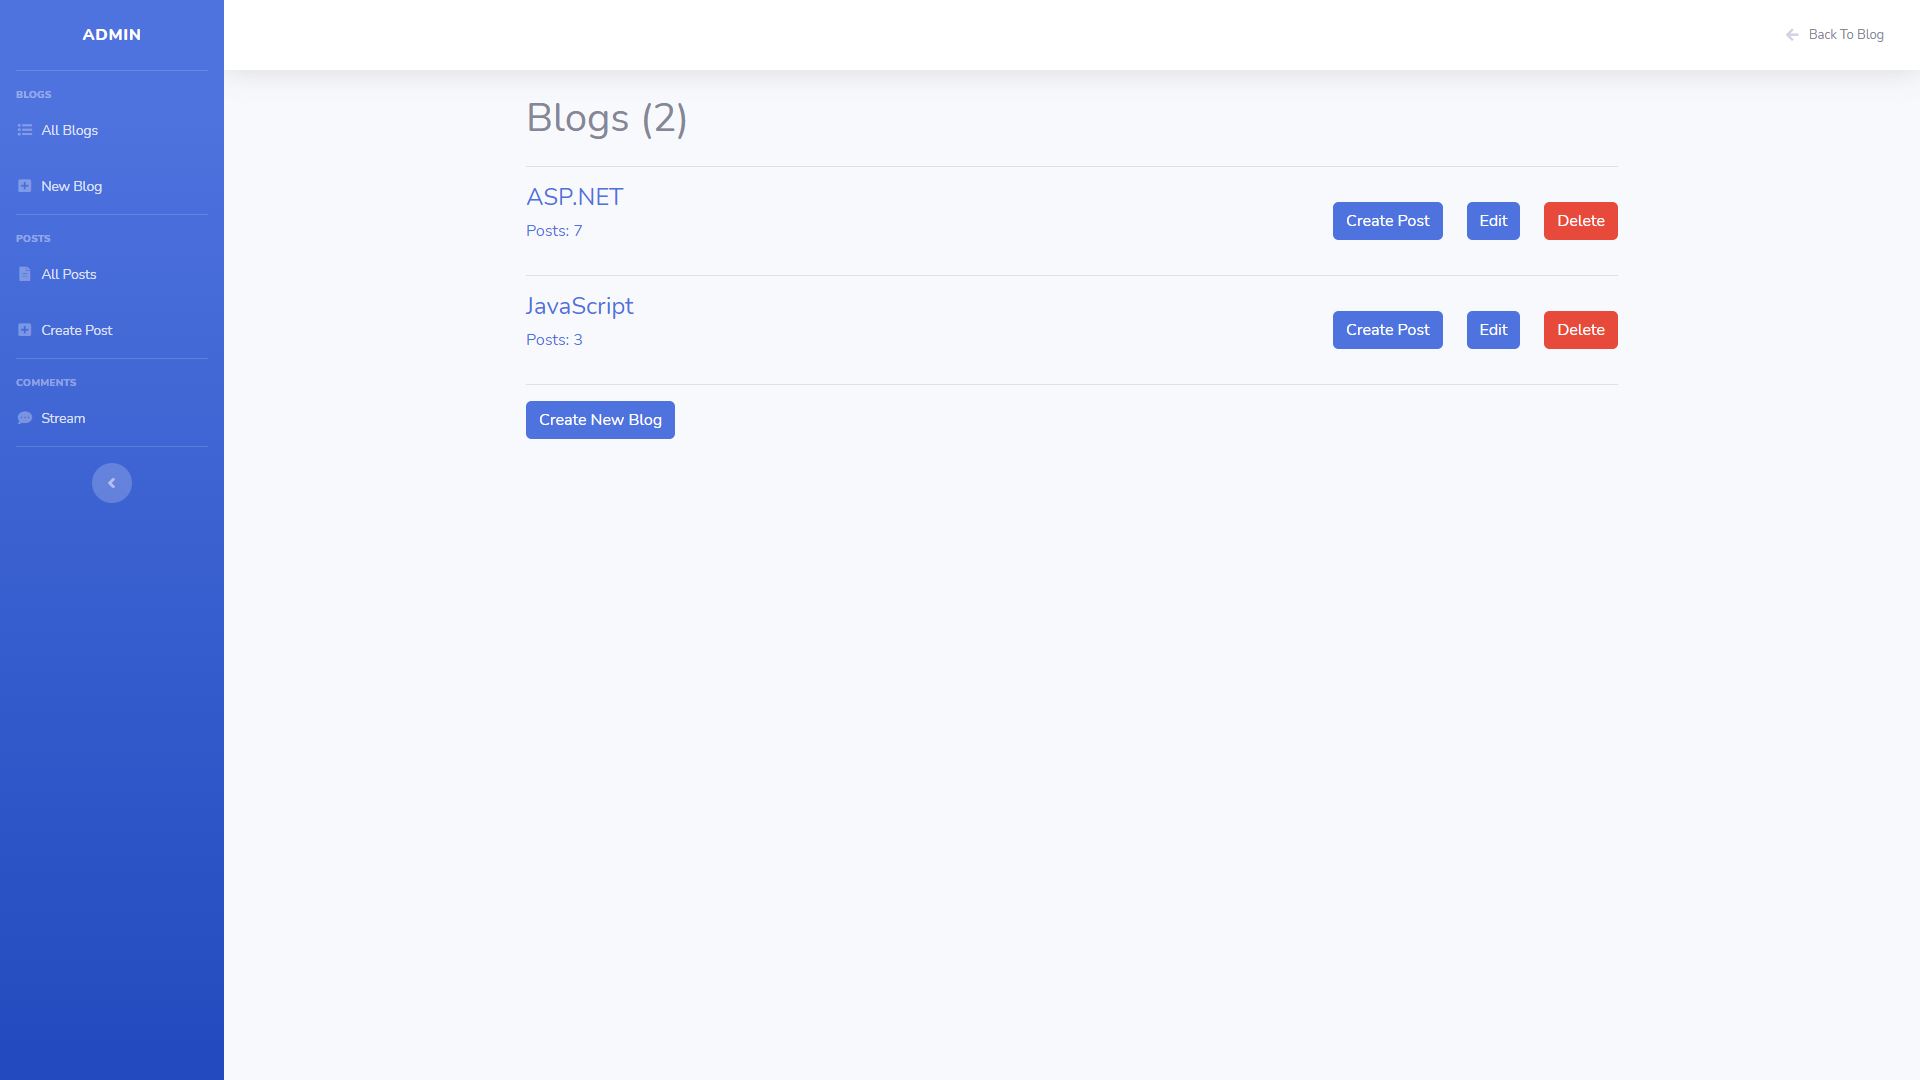 ADMIN
Back To Blog
BLOGS
All Blogs
New Blog
POSTS
All Posts
Create Post
COMMENTS
Stream
Blogs (2)
ASP.NET
Posts: 7
Create Post Edit Delete
JavaScript
Posts: 3
Create Post Edit Delete
Create New Blog